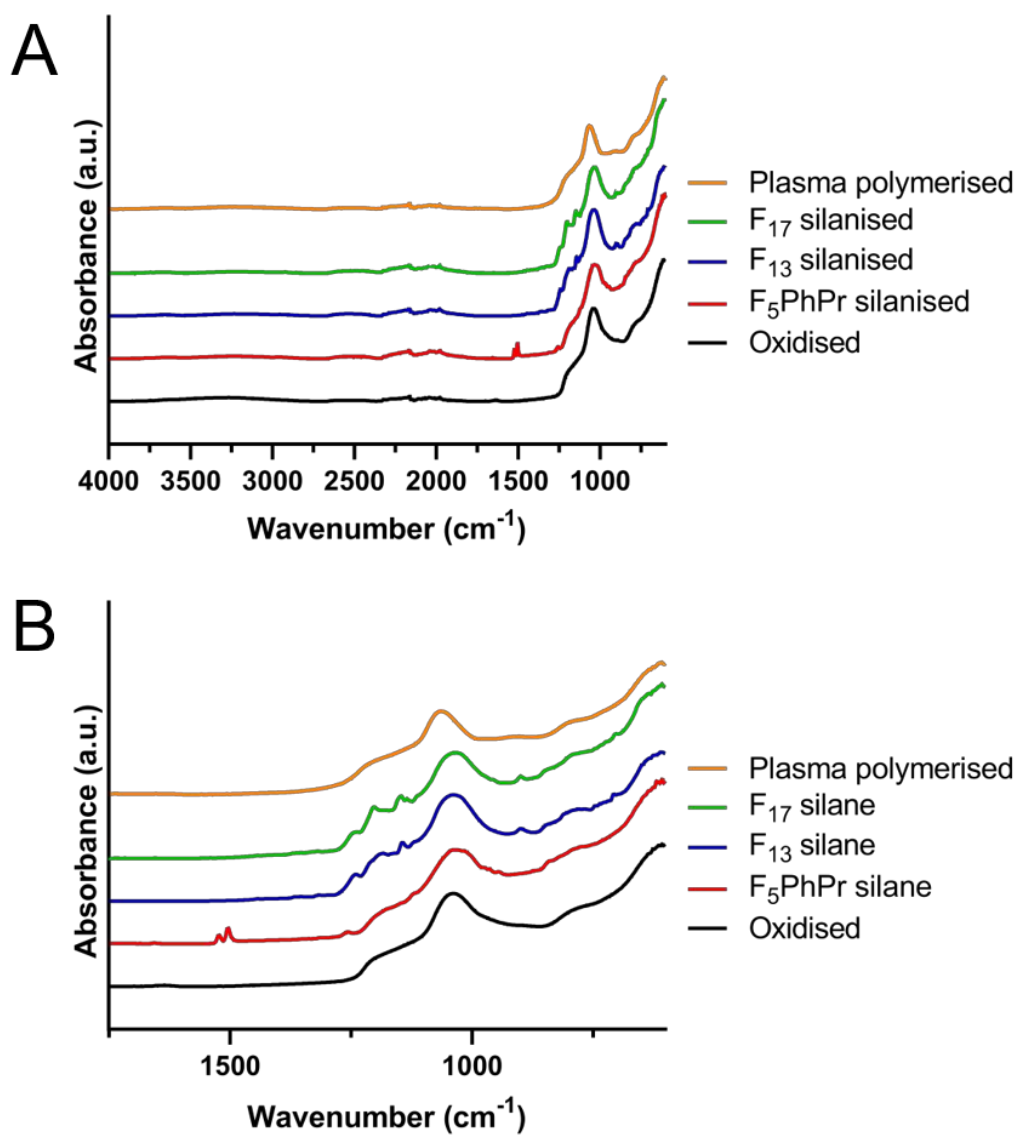 A
Absorbance (a.u.)
Plasma polymerised
F17 silanised
F13 silanised
F5PhPr silanised
Oxidised
4000 3500 3000 2500 2000 1500 1000
Wavenumber (cm-1)
B
Absorbance (a.u.)
Plasma polymerised
F17 silane
F13 silane
F5PhPr silane
Oxidised
1500 1000
Wavenumber (cm-1)